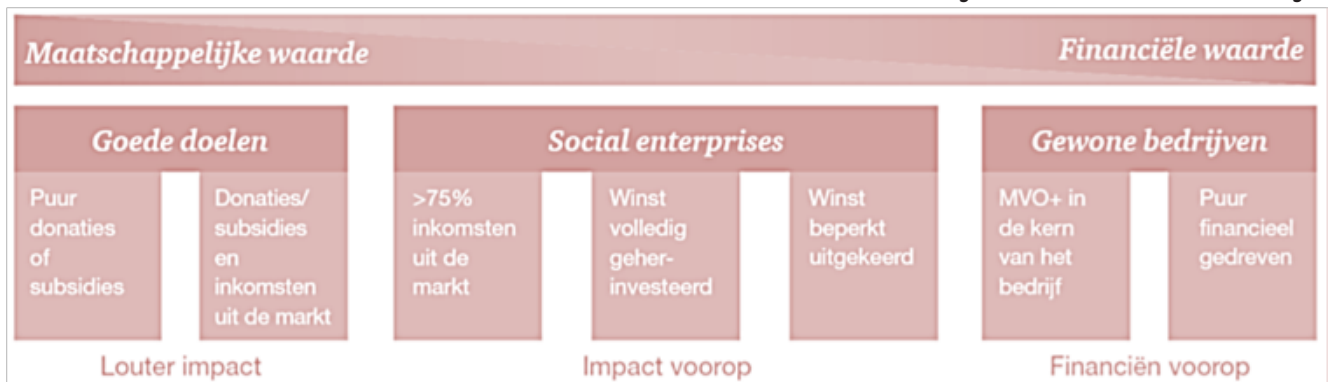 Maatschappelijke waarde
Financiële waarde
Goede doelen
Puur
donaties
of
subsidies
Donaties/
subsidies
en
inkomsten
uit de markt
Louter impact
Social enterprises
>75%
inkomsten
uit de
markt
Winst
volledig
geher-
investeerd
Winst
beperkt
uitgekeerd
Impact voorop
Gewone bedrijven
MVO+ in
de kern
van het
bedrijf
Puur
financieel
gedreven
Financiën voorop